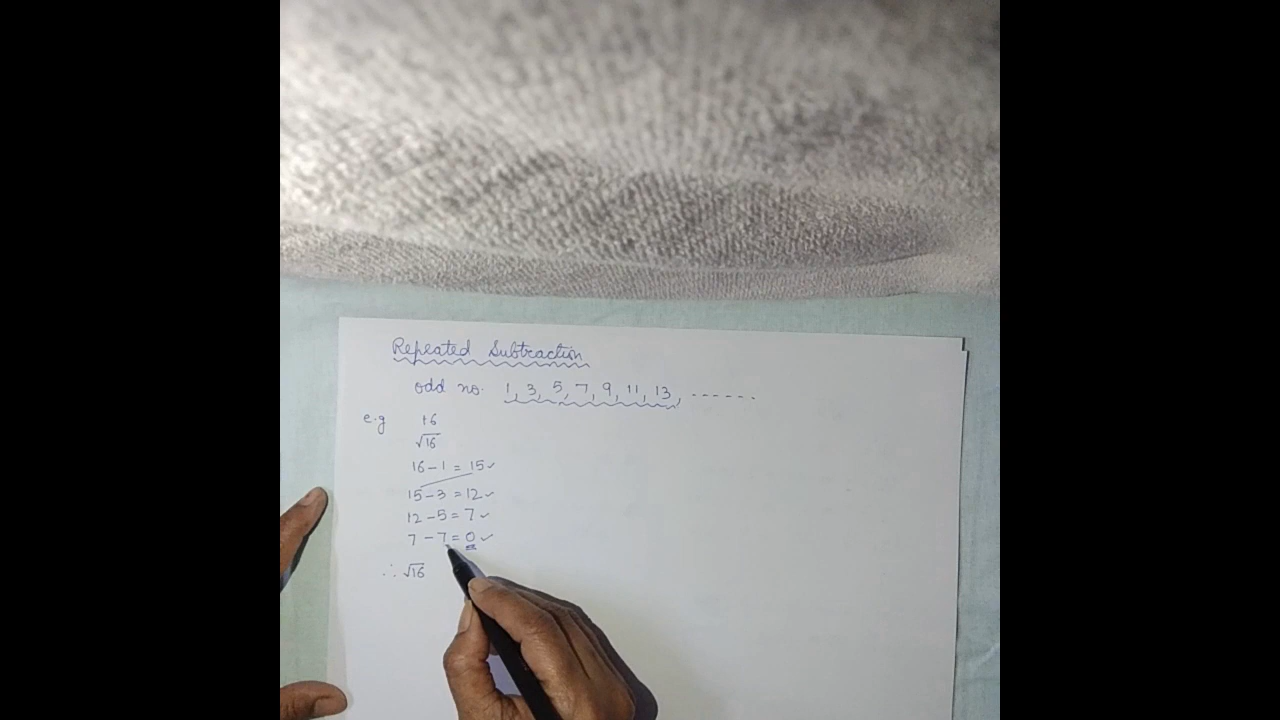 Repeated Subtraction
odd no. 1, 3, 5, 7, 9, 11, 13, ------
e.g 16
√16
16 - 1 = 15✓
15 - 3 = 12✓
12 - 5 = 7✓
7 - 7 = 0✓
∴ √16